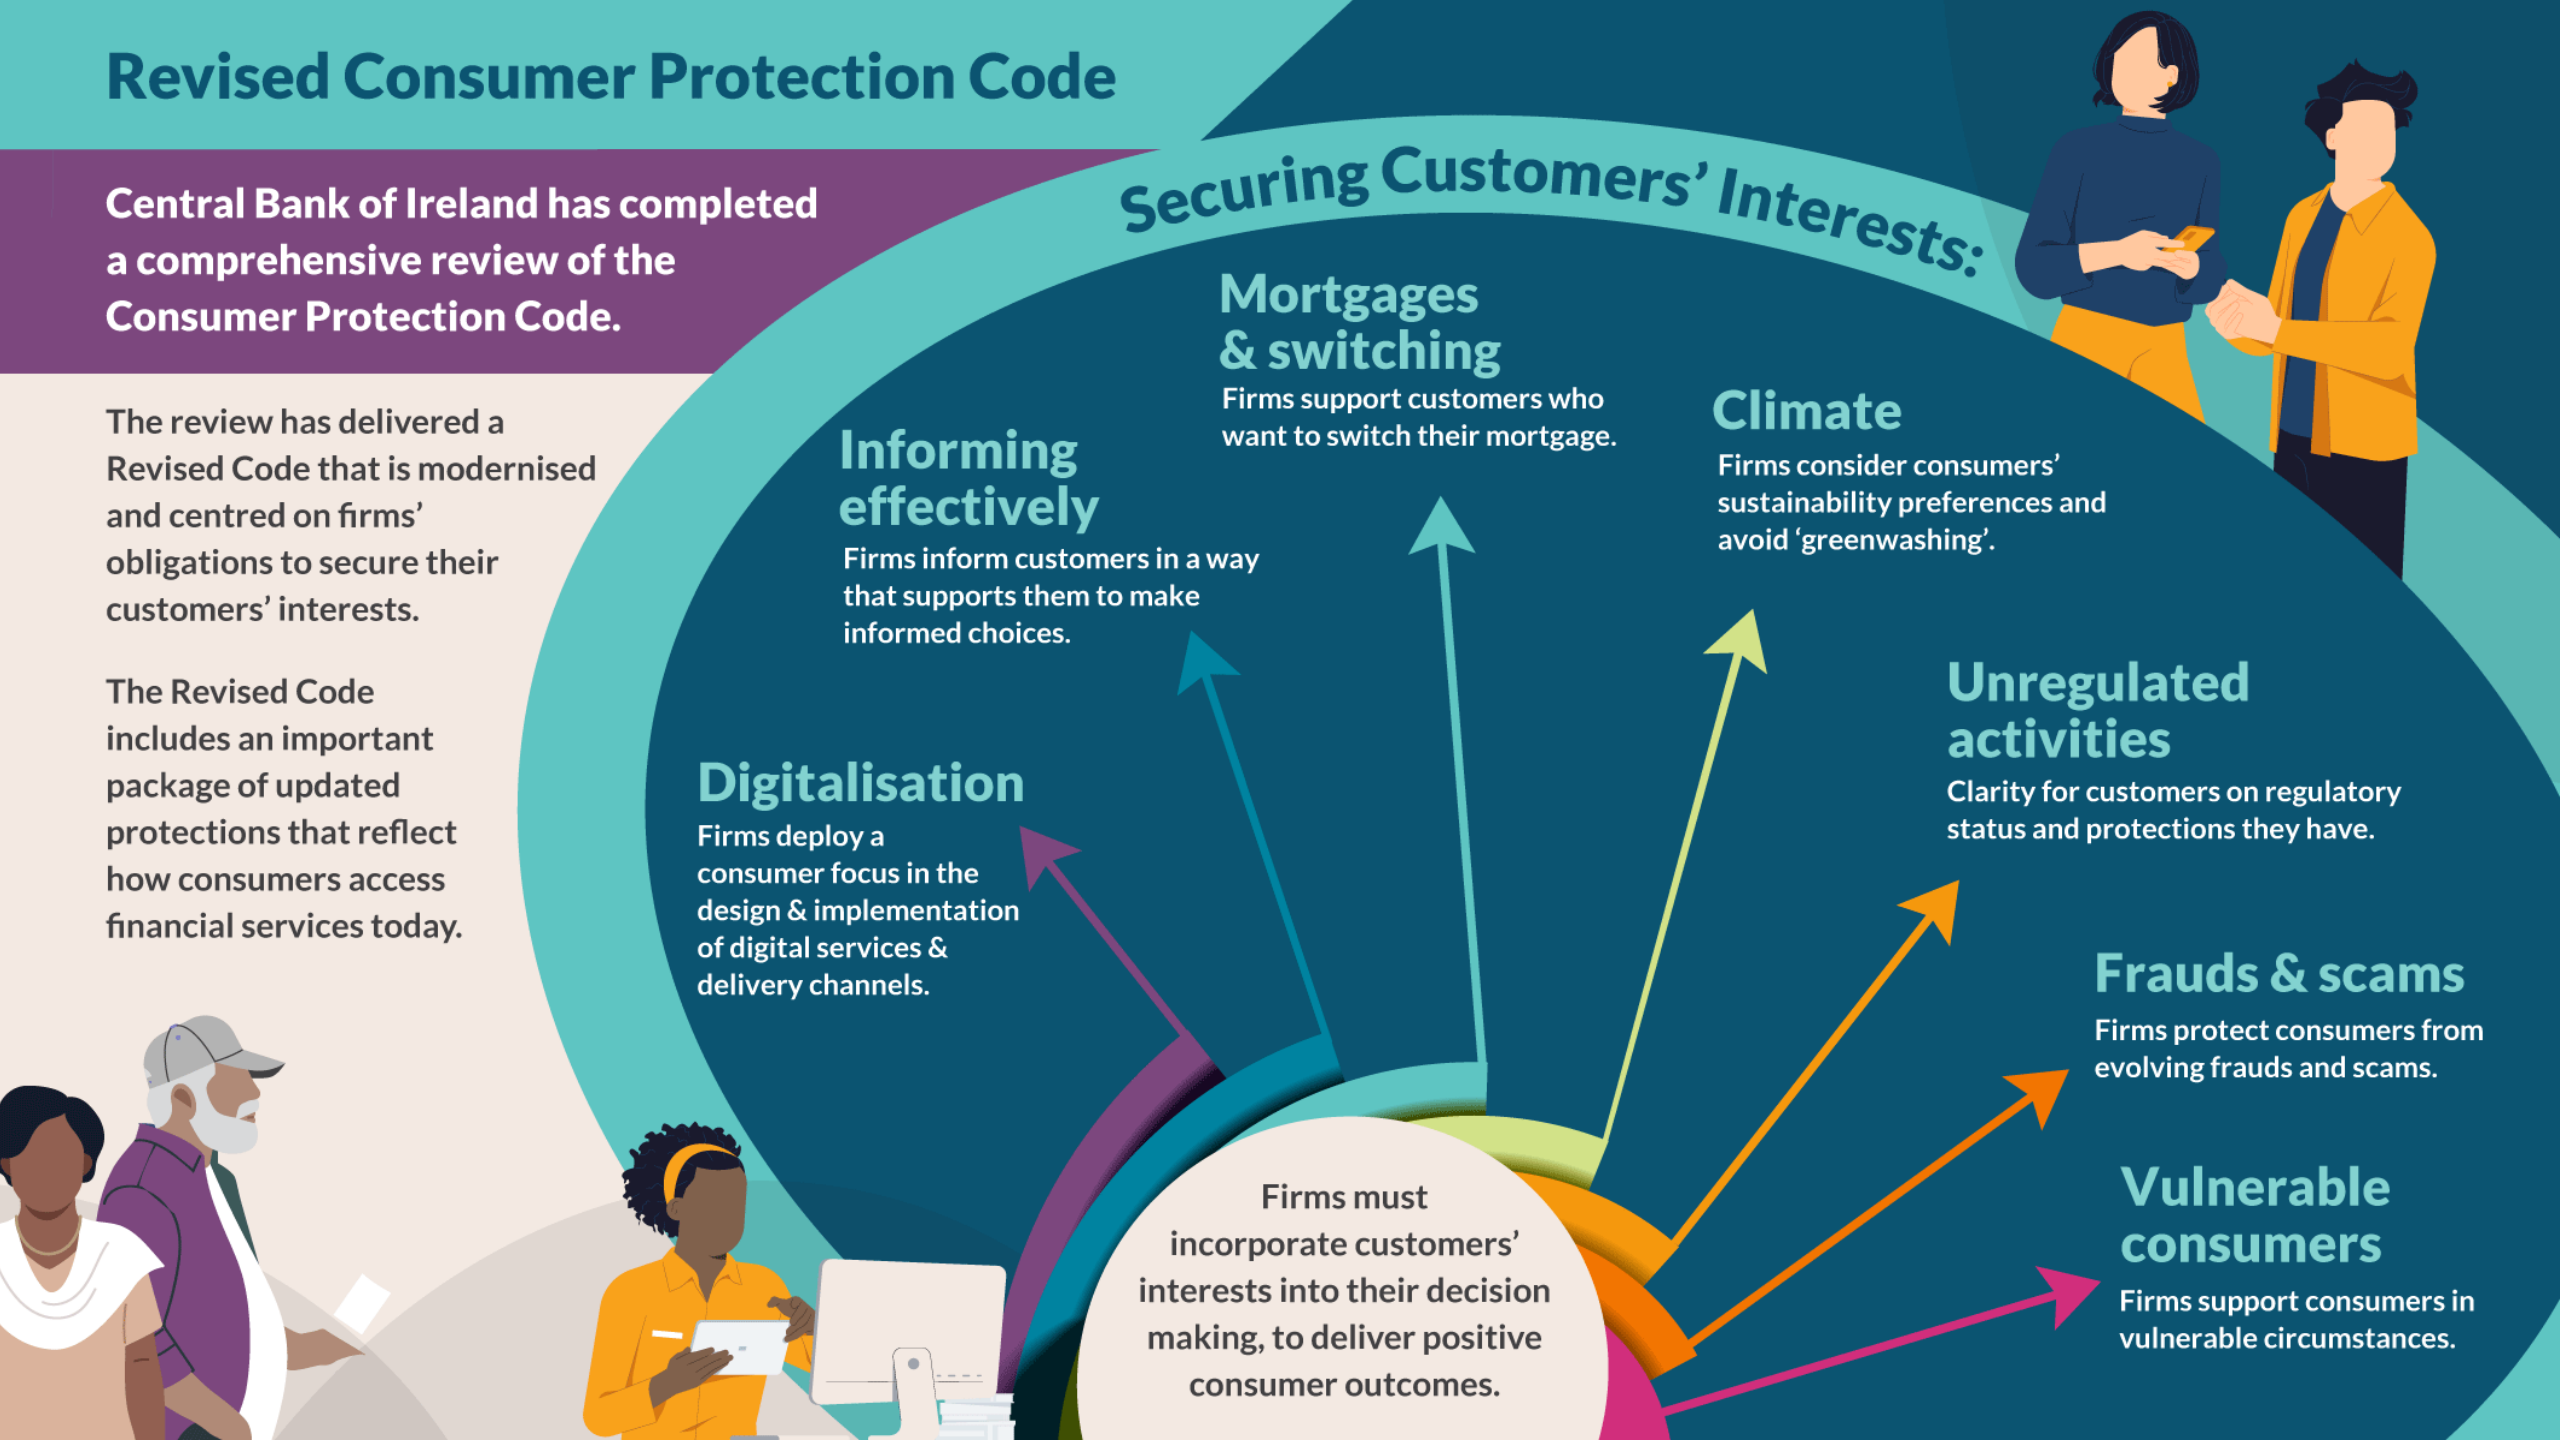 Revised Consumer Protection Code
Central Bank of Ireland has completed
a comprehensive review of the
Consumer Protection Code.
The review has delivered a
Revised Code that is modernised
and centred on firms’
obligations to secure their
customers’ interests.
The Revised Code
includes an important
package of updated
protections that reflect
how consumers access
financial services today.
Securing Customers’ Interests:
Digitalisation
Firms deploy a
consumer focus in the
design & implementation
of digital services &
delivery channels.
Informing
effectively
Firms inform customers in a way
that supports them to make
informed choices.
Mortgages
& switching
Firms support customers who
want to switch their mortgage.
Climate
Firms consider consumers’
sustainability preferences and
avoid ‘greenwashing’.
Unregulated
activities
Clarity for customers on regulatory
status and protections they have.
Frauds & scams
Firms protect consumers from
evolving frauds and scams.
Vulnerable
consumers
Firms support consumers in
vulnerable circumstances.
Firms must
incorporate customers’
interests into their decision
making, to deliver positive
consumer outcomes.